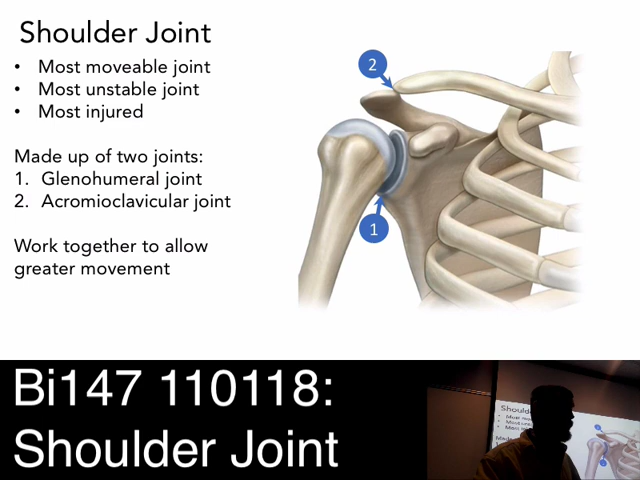 Shoulder Joint
• Most moveable joint
• Most unstable joint
• Most injured
Made up of two joints:
1. Glenohumeral joint
2. Acromioclavicular joint
Work together to allow
greater movement
2
1
Bi147 110118:
Shoulder Joint